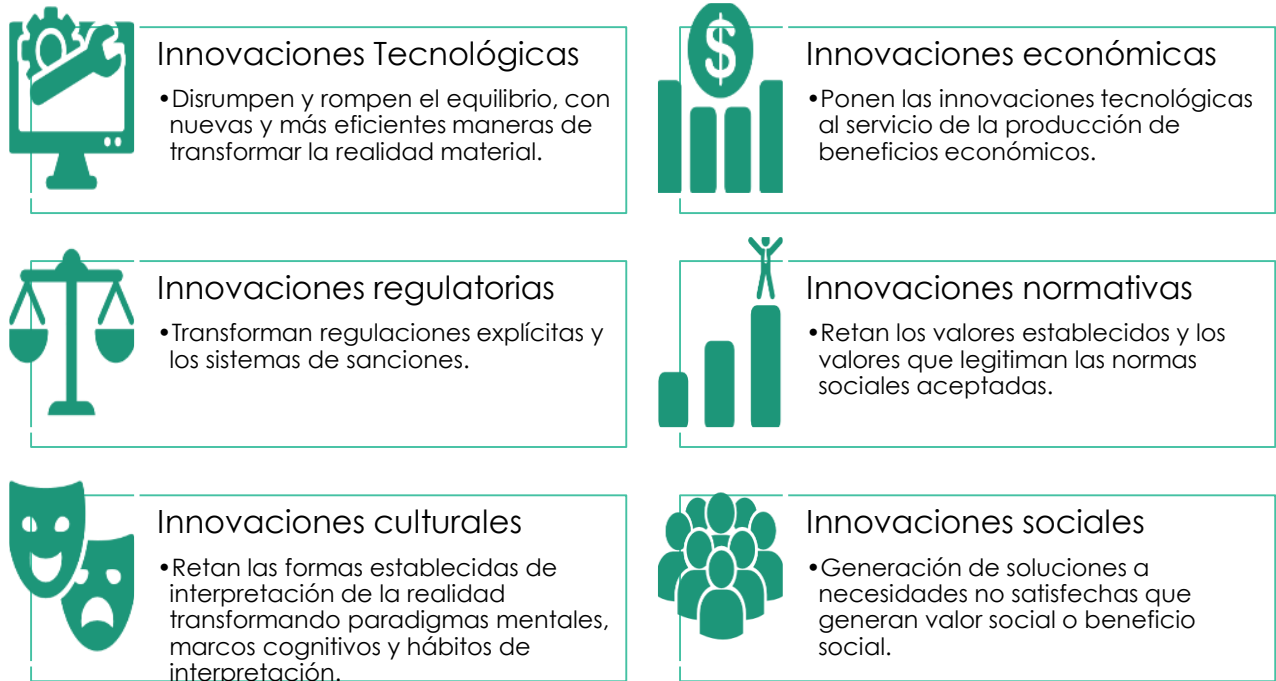 Innovaciones Tecnológicas
•Disrumpen y rompen el equilibrio, con
nuevas y más eficientes maneras de
transformar la realidad material.
Innovaciones económicas
•Ponen las innovaciones tecnológicas
al servicio de la producción de
beneficios económicos.
Innovaciones regulatorias
•Transforman regulaciones explícitas y
los sistemas de sanciones.
Innovaciones normativas
•Retan los valores establecidos y los
valores que legitiman las normas
sociales aceptadas.
Innovaciones culturales
•Retan las formas establecidas de
interpretación de la realidad
transformando paradigmas mentales,
marcos cognitivos y hábitos de
interpretación.
Innovaciones sociales
•Generación de soluciones a
necesidades no satisfechas que
generan valor social o beneficio
social.
$